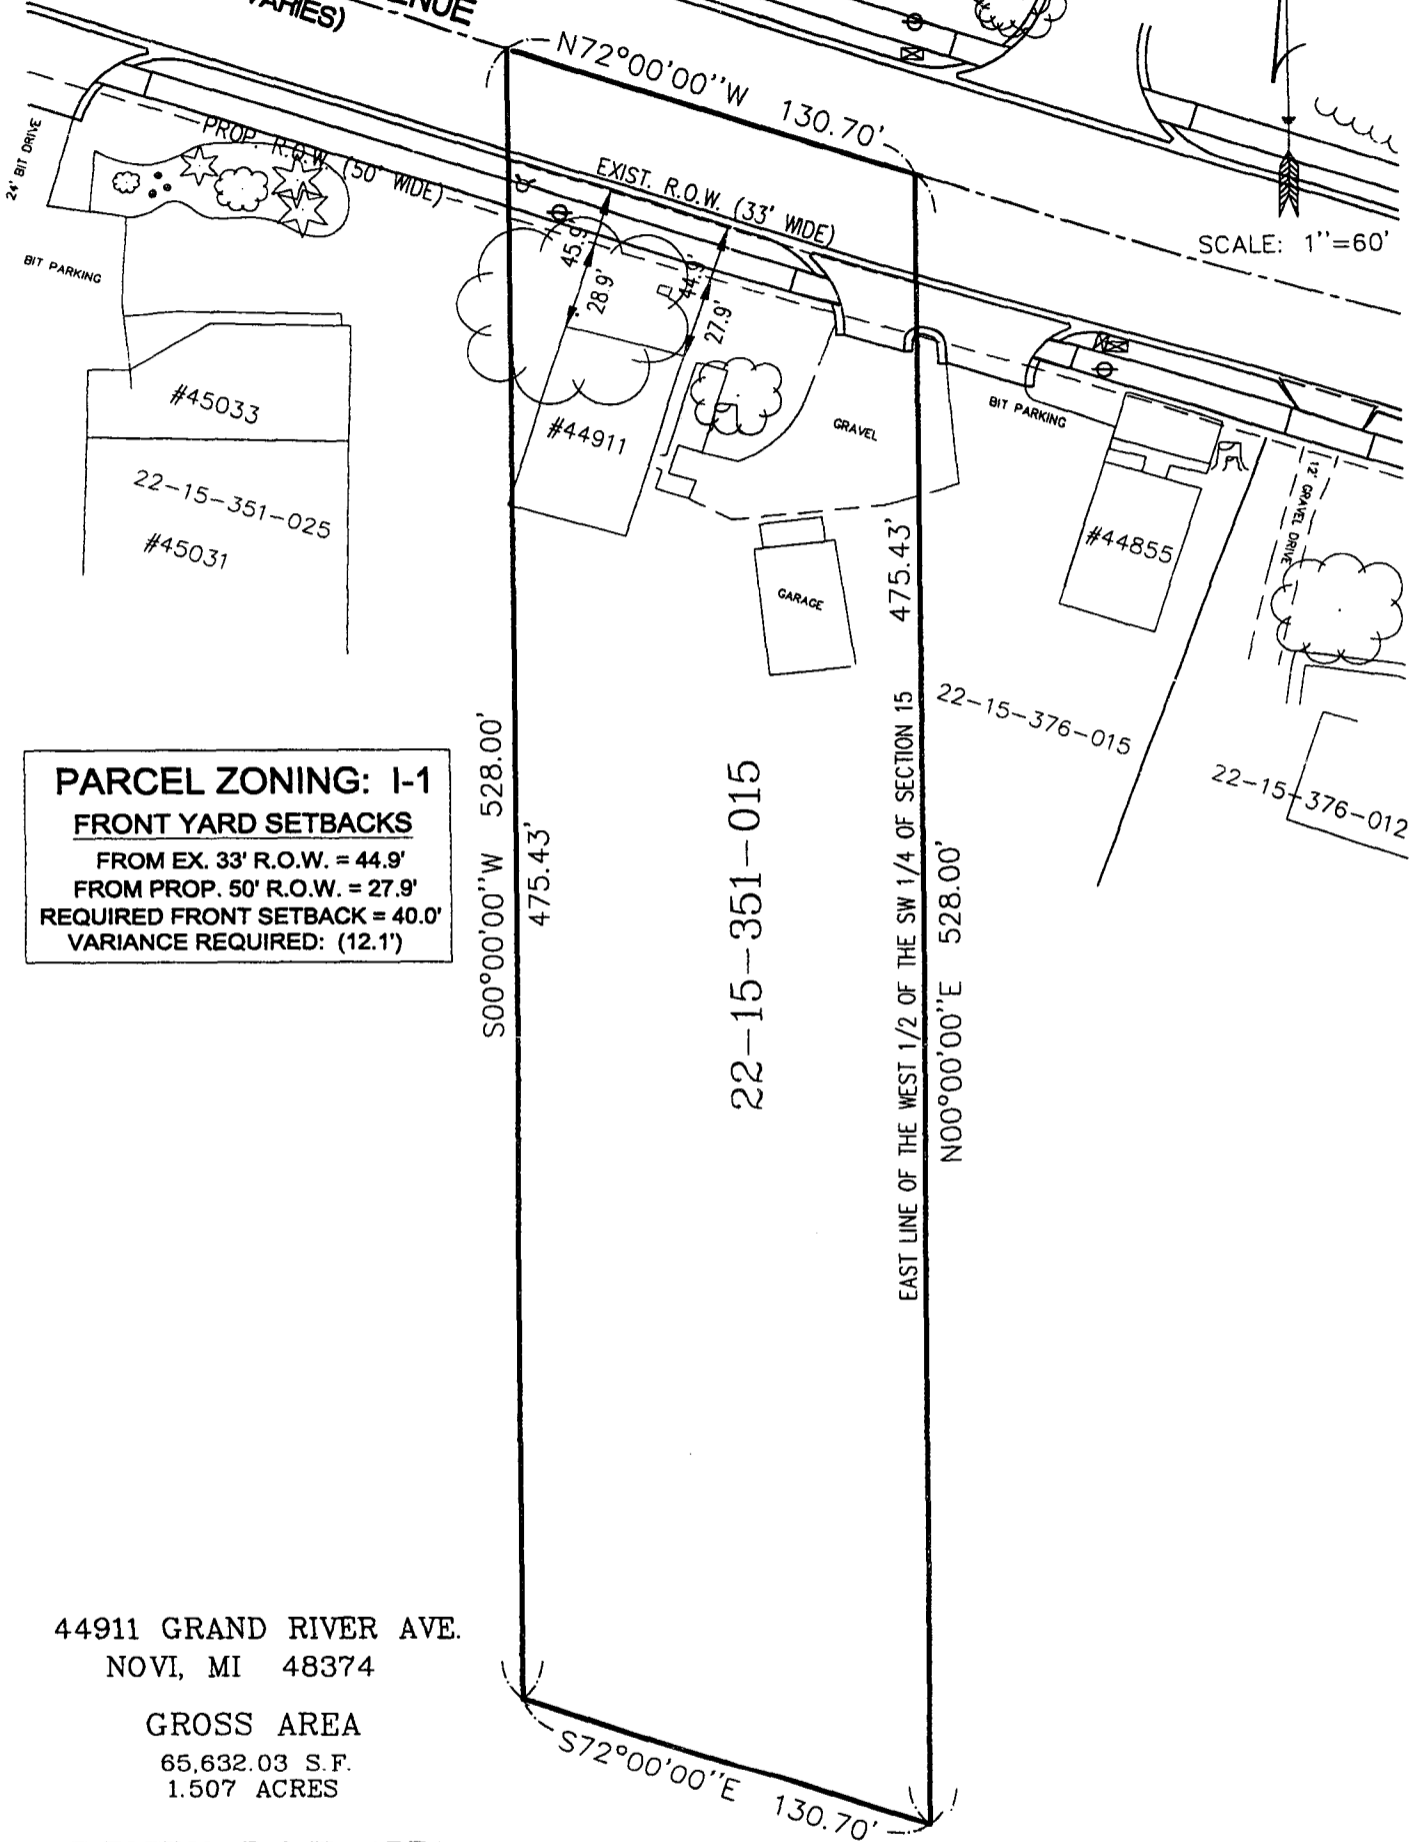 VARIES)
N72°00'00"W 130.70'
24' BIT DRIVE
PROP. R.O.W. (50' WIDE)
EXIST. R.O.W. (33' WIDE)
SCALE: 1"=60'
BIT PARKING
45.9'
28.9'
44.9'
27.9'
#45033
22-15-351-025
#45031
#44911
GRAVEL
BIT PARKING
12' GRAVEL DRIVE
#44855
GARAGE
475.43'
22-15-376-015
22-15-376-012
PARCEL ZONING: I-1
FRONT YARD SETBACKS
FROM EX. 33' R.O.W. = 44.9'
FROM PROP. 50' R.O.W. = 27.9'
REQUIRED FRONT SETBACK = 40.0'
VARIANCE REQUIRED: (12.1')
S00°00'00"W 528.00'
475.43'
22-15-351-015
EAST LINE OF THE WEST 1/2 OF THE SW 1/4 OF SECTION 15
N00°00'00"E 528.00'
44911 GRAND RIVER AVE.
NOVI, MI 48374
GROSS AREA
65,632.03 S.F.
1.507 ACRES
S72°00'00"E 130.70'